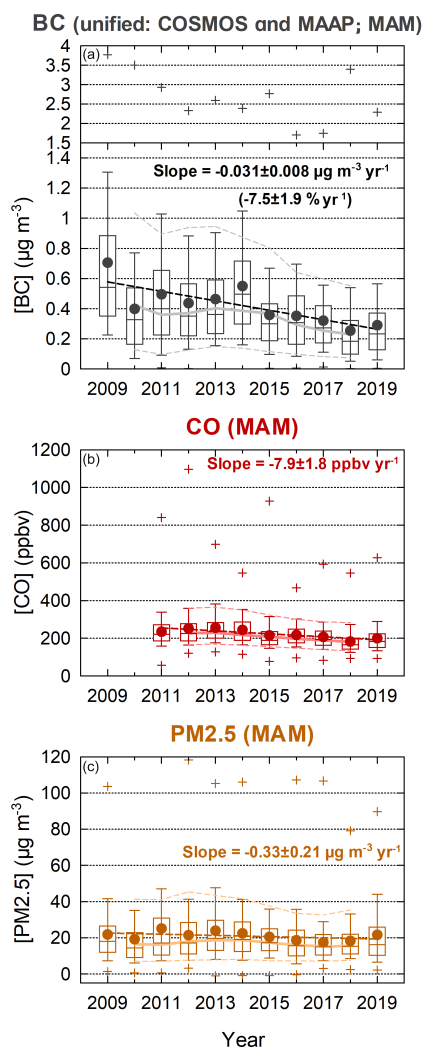 BC (unified: COSMOS and MAAP; MAM)
(a)
4
3.5
3
2.5
2
1.5
1.4
1.2
1
0.8
0.6
0.4
0.2
0
[BC] (µg m-3)
Slope = -0.031±0.008 µg m-3 yr-1
(-7.5±1.9 % yr-1)
2009 2011 2013 2015 2017 2019
CO (MAM)
(b)
1200
1000
800
600
400
200
0
[CO] (ppbv)
Slope = -7.9±1.8 ppbv yr-1
2009 2011 2013 2015 2017 2019
PM2.5 (MAM)
(c)
120
100
80
60
40
20
0
[PM2.5] (µg m-3)
Slope = -0.33±0.21 µg m-3 yr-1
2009 2011 2013 2015 2017 2019
Year